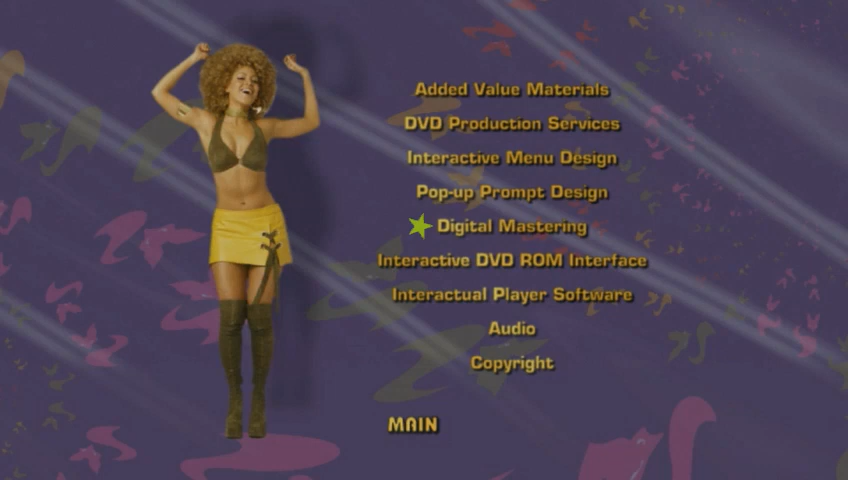 Added Value Materials
DVD Production Services
Interactive Menu Design
Pop-up Prompt Design
Digital Mastering
Interactive DVD ROM Interface
Interactual Player Software
Audio
Copyright
MAIN